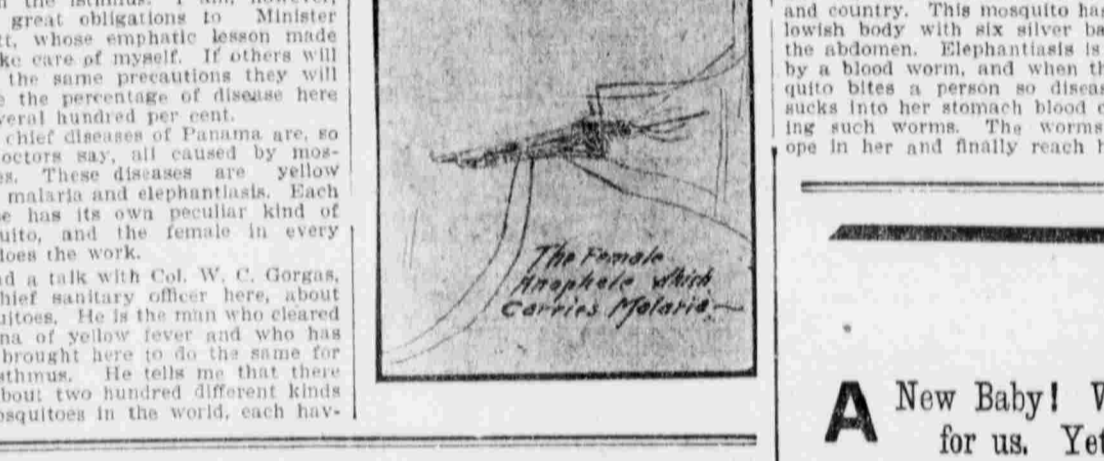 the isthmus. I am, however,
great obligations to Minister
tt, whose emphatic lesson made
ke care of myself. If others will
the same precautions they will
e the percentage of disease here
veral hundred per cent.
chief diseases of Panama are, so
octors say, all caused by mos-
es. These diseases are yellow
malaria and elephantiasis. Each
e has its own peculiar kind of
uito, and the female in every
does the work.
d a talk with Col. W. C. Gorgas,
hief sanitary officer here, about
uitoes. He is the man who cleared
na of yellow fever and who has
brought here to do the same for
sthmus. He tells me that there
bout two hundred different kinds
osquitoes in the world, each hav-
The Female
Anophele Which
Carries Malaria.
and country. This mosquito has
lowish body with six silver ba
the abdomen. Elephantiasis is
by a blood worm, and when th
quito bites a person so diseas
sucks into her stomach blood c
ing such worms. The worms
ope in her and finally reach h
A New Baby! W
for us. Yet